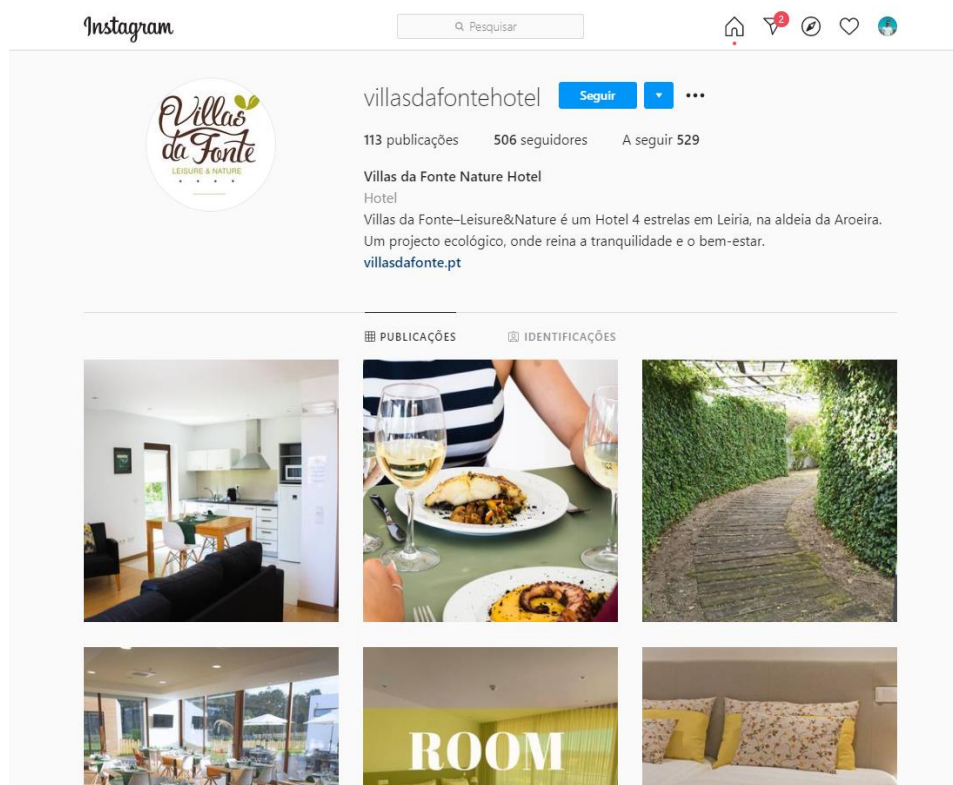 Instagram
Pesquisar
2
Villas
da Fonte
LEISURE & NATURE
villasdafontehotel
Seguir
113 publicações 506 seguidores A seguir 529
Villas da Fonte Nature Hotel
Hotel
Villas da Fonte–Leisure&Nature é um Hotel 4 estrelas em Leiria, na aldeia da Aroeira.
Um projecto ecológico, onde reina a tranquilidade e o bem-estar.
villasdafonte.pt
PUBLICAÇÕES IDENTIFICAÇÕES
ROOM